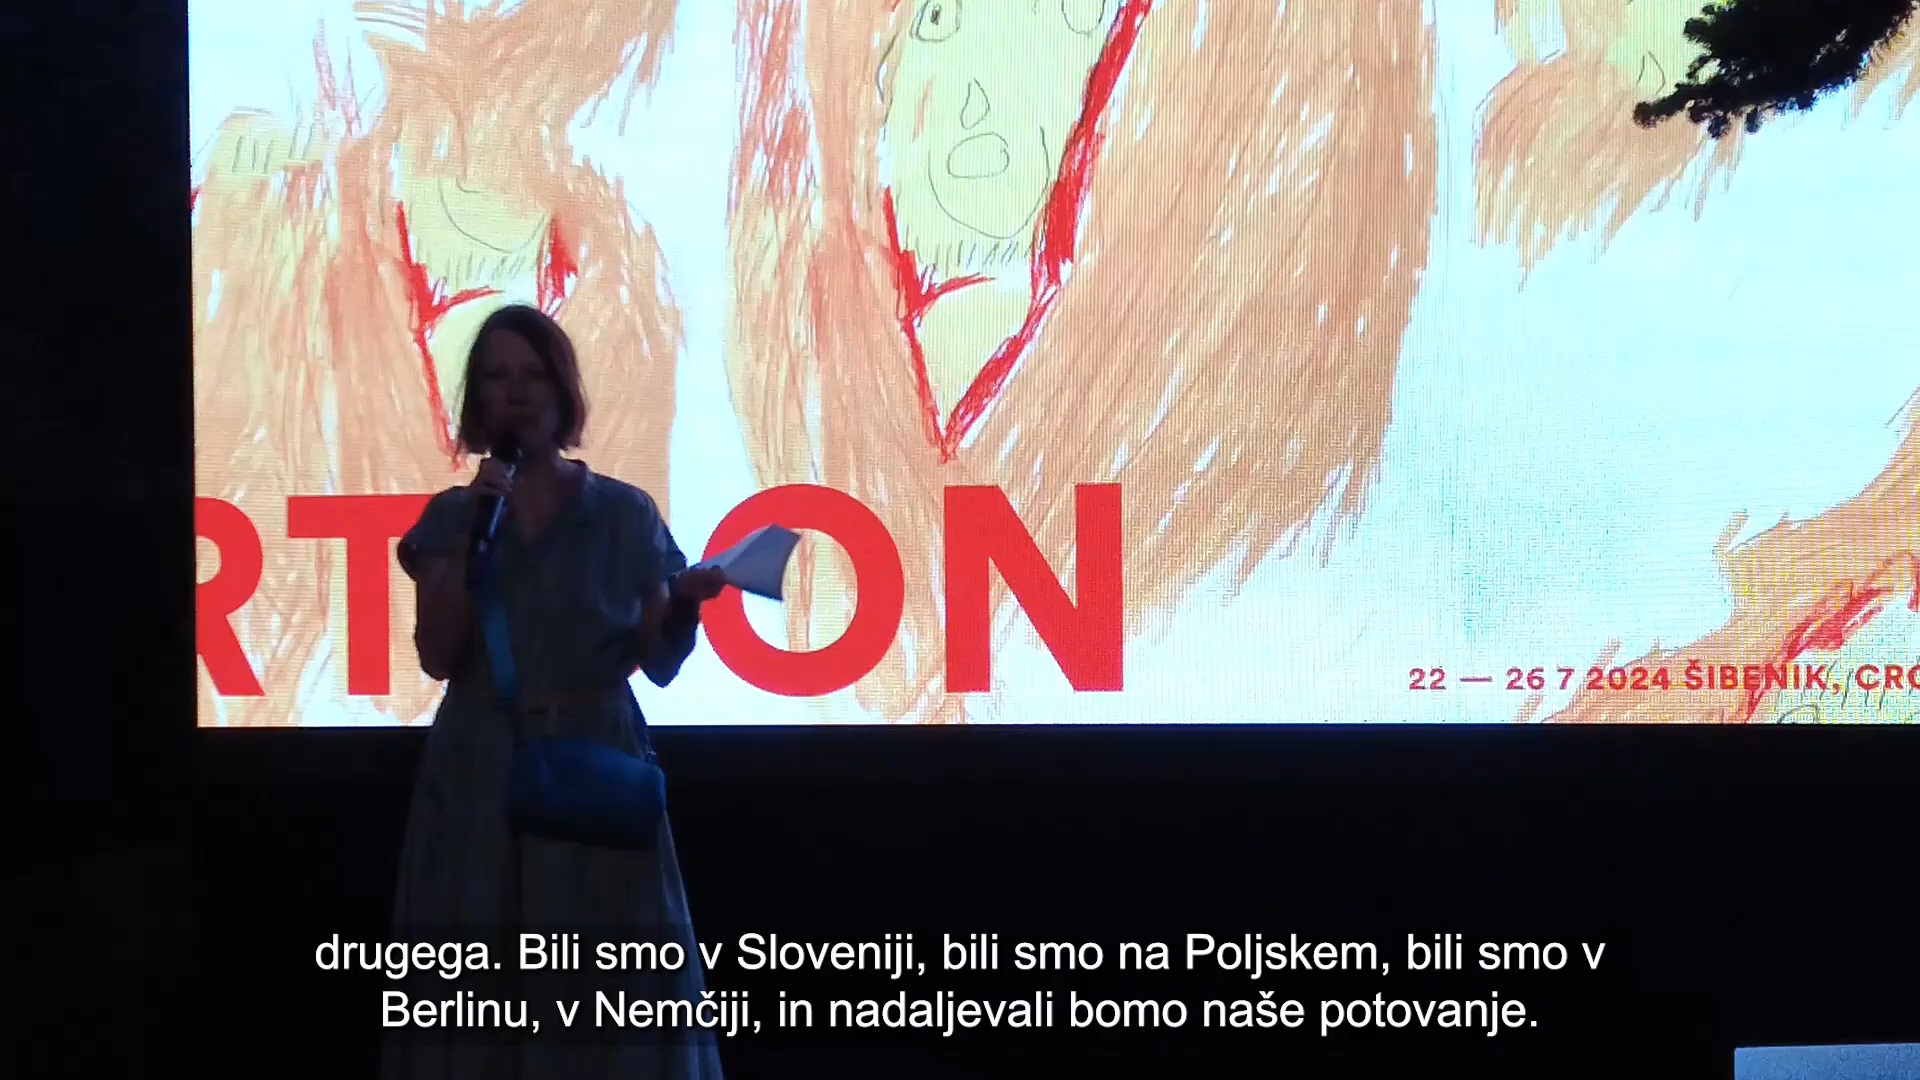 RT ON
22 — 26 7 2024 ŠIBENIK, CRO
drugega. Bili smo v Sloveniji, bili smo na Poljskem, bili smo v
Berlinu, v Nemčiji, in nadaljevali bomo naše potovanje.